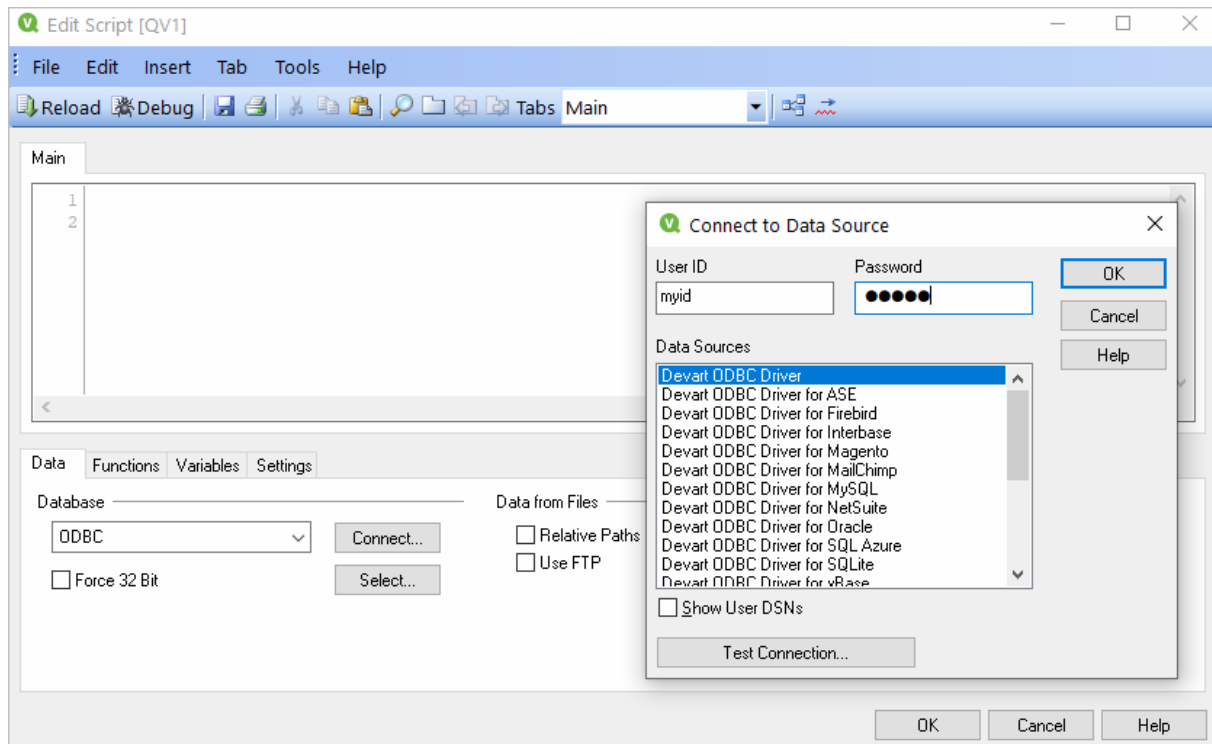 Edit Script [QV1]
File Edit Insert Tab Tools Help
Reload Debug Tabs Main
Main
1
2
Connect to Data Source
User ID Password
myid
OK
Cancel
Help
Data Sources
Devart ODBC Driver
Devart ODBC Driver for ASE
Devart ODBC Driver for Firebird
Devart ODBC Driver for Interbase
Devart ODBC Driver for Magento
Devart ODBC Driver for MailChimp
Devart ODBC Driver for MySQL
Devart ODBC Driver for NetSuite
Devart ODBC Driver for Oracle
Devart ODBC Driver for SQL Azure
Devart ODBC Driver for SQLite
Devart ODBC Driver for xBase
Show User DSNs
Test Connection...
Data Functions Variables Settings
Database
ODBC
Connect...
Force 32 Bit
Select...
Data from Files
Relative Paths
Use FTP
OK Cancel Help